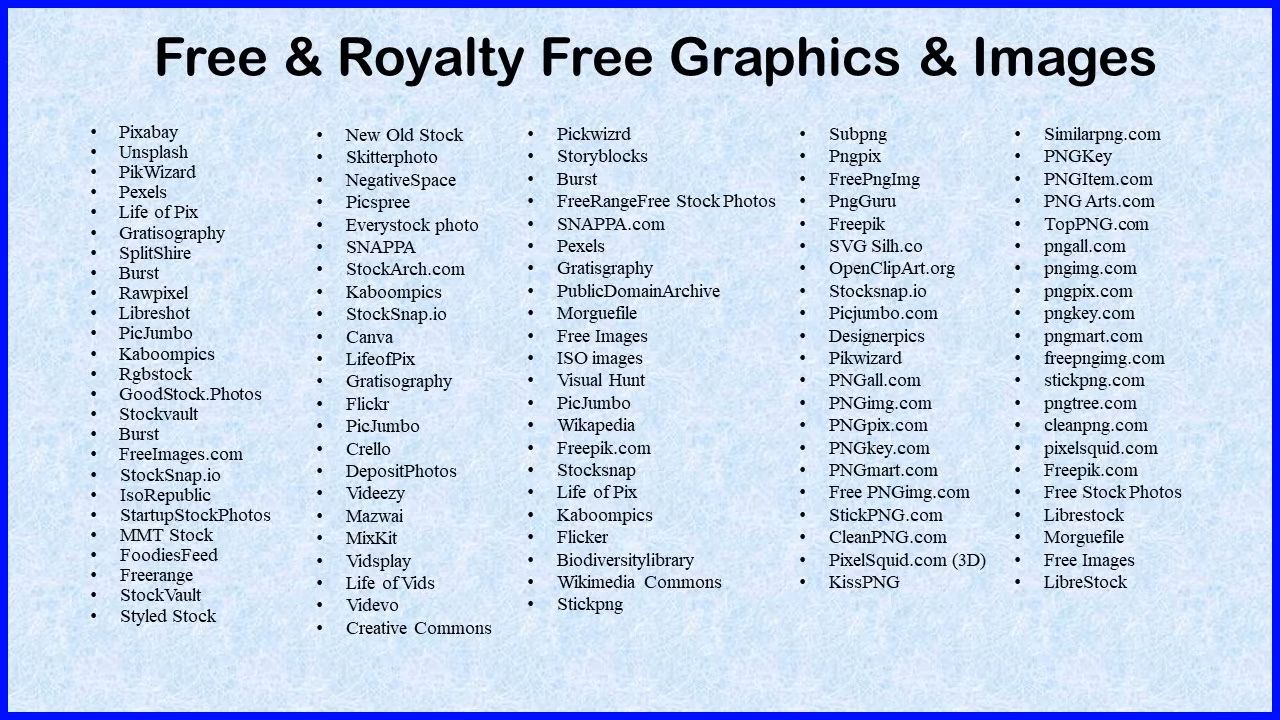 Free & Royalty Free Graphics & Images
• Pixabay
• Unsplash
• PikWizard
• Pexels
• Life of Pix
• Gratisography
• SplitShire
• Burst
• Rawpixel
• Libreshot
• PicJumbo
• Kaboompics
• Rgbstock
• GoodStock.Photos
• Stockvault
• Burst
• FreeImages.com
• StockSnap.io
• IsoRepublic
• StartupStockPhotos
• MMT Stock
• FoodiesFeed
• Freerange
• StockVault
• Styled Stock
• New Old Stock
• Skitterphoto
• NegativeSpace
• Picspree
• Everystock photo
• SNAPPA
• StockArch.com
• Kaboompics
• StockSnap.io
• Canva
• LifeofPix
• Gratisography
• Flickr
• PicJumbo
• Crello
• DepositPhotos
• Videezy
• Mazwai
• MixKit
• Vidsplay
• Life of Vids
• Videvo
• Creative Commons
• Pickwizrd
• Storyblocks
• Burst
• FreeRangeFree Stock Photos
• SNAPPA.com
• Pexels
• Gratisgraphy
• PublicDomainArchive
• Morguefile
• Free Images
• ISO images
• Visual Hunt
• PicJumbo
• Wikapedia
• Freepik.com
• Stocksnap
• Life of Pix
• Kaboompics
• Flicker
• Biodiversitylibrary
• Wikimedia Commons
• Stickpng
• Subpng
• Pngpix
• FreePngImg
• PngGuru
• Freepik
• SVG Silh.co
• OpenClipArt.org
• Stocksnap.io
• Picjumbo.com
• Designerpics
• Pikwizard
• PNGall.com
• PNGimg.com
• PNGpix.com
• PNGkey.com
• PNGmart.com
• Free PNGimg.com
• StickPNG.com
• CleanPNG.com
• PixelSquid.com (3D)
• KissPNG
• Similarpng.com
• PNGKey
• PNGItem.com
• PNG Arts.com
• TopPNG.com
• pngall.com
• pngimg.com
• pngpix.com
• pngkey.com
• pngmart.com
• freepngimg.com
• stickpng.com
• pngtree.com
• cleanpng.com
• pixelsquid.com
• Freepik.com
• Free Stock Photos
• Librestock
• Morguefile
• Free Images
• LibreStock